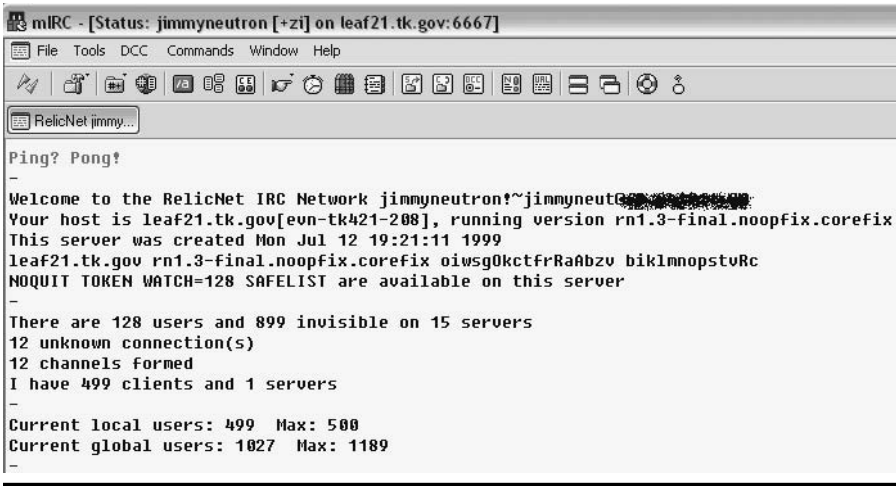 mIRC - [Status: jimmyneutron [+zi] on leaf21.tk.gov:6667]
File Tools DCC Commands Window Help
RelicNet jimmy...
Ping? Pong!
-
Welcome to the RelicNet IRC Network jimmyneutron!~jimmyneut
Your host is leaf21.tk.gov[evn-tk421-208], running version rn1.3-final.noopfix.corefix
This server was created Mon Jul 12 19:21:11 1999
leaf21.tk.gov rn1.3-final.noopfix.corefix oiwsgOkctfrRaAbzv biklmnopstvRc
NOQUIT TOKEN WATCH=128 SAFELIST are available on this server
-
There are 128 users and 899 invisible on 15 servers
12 unknown connection(s)
12 channels formed
I have 499 clients and 1 servers
-
Current local users: 499 Max: 500
Current global users: 1027 Max: 1189
-